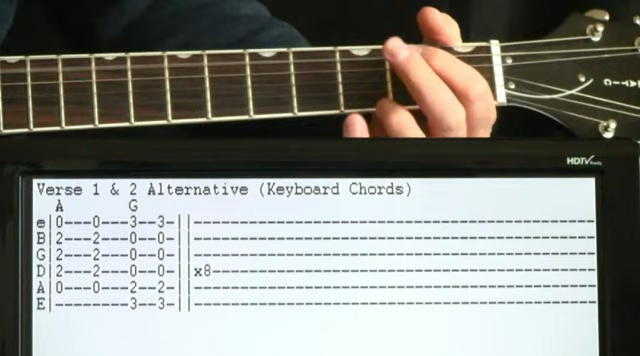 HDTV Ready
Verse 1 & 2 Alternative (Keyboard Chords)
A G
e|0---0---3--3-||--------------------------------------------
B|2---2---0--0-||--------------------------------------------
G|2---2---0--0-||--------------------------------------------
D|2---2---0--0-||x8------------------------------------------
A|0---0---2--2-||--------------------------------------------
E|--------3--3-||--------------------------------------------